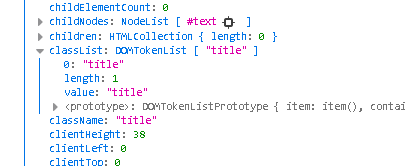 childElementCount: 0
childNodes: NodeList [ #text ]
children: HTMLCollection { length: 0 }
classList: DOMTokenList [ "title" ]
0: "title"
length: 1
value: "title"
<prototype>: DOMTokenListPrototype { item: item(), contai
className: "title"
clientHeight: 38
clientLeft: 0
clientTop: 0